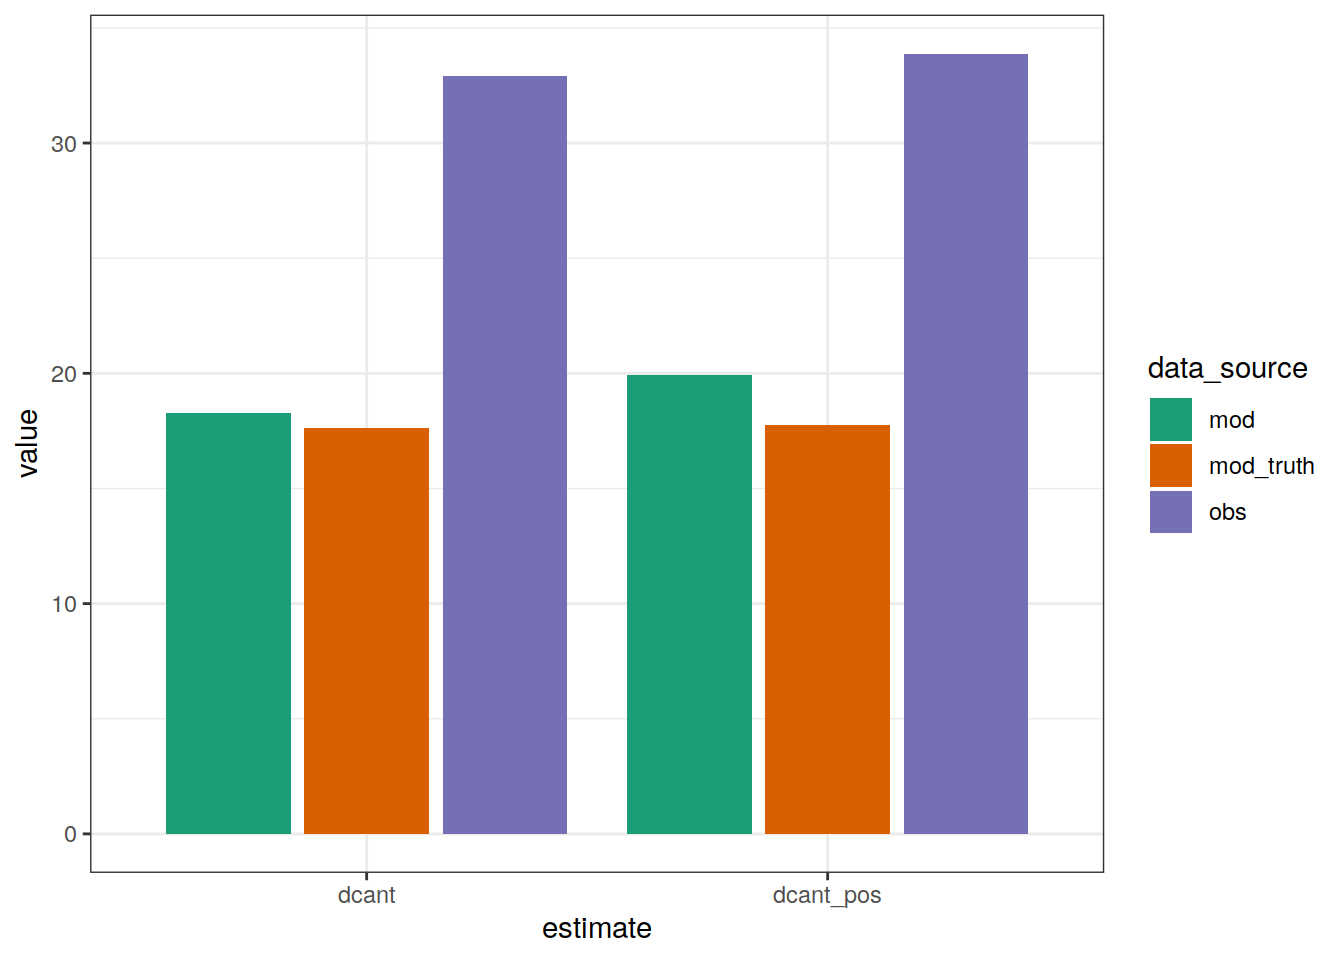 30
20
10
0
value
dcant
dcant_pos
estimate
data_source
mod
mod_truth
obs